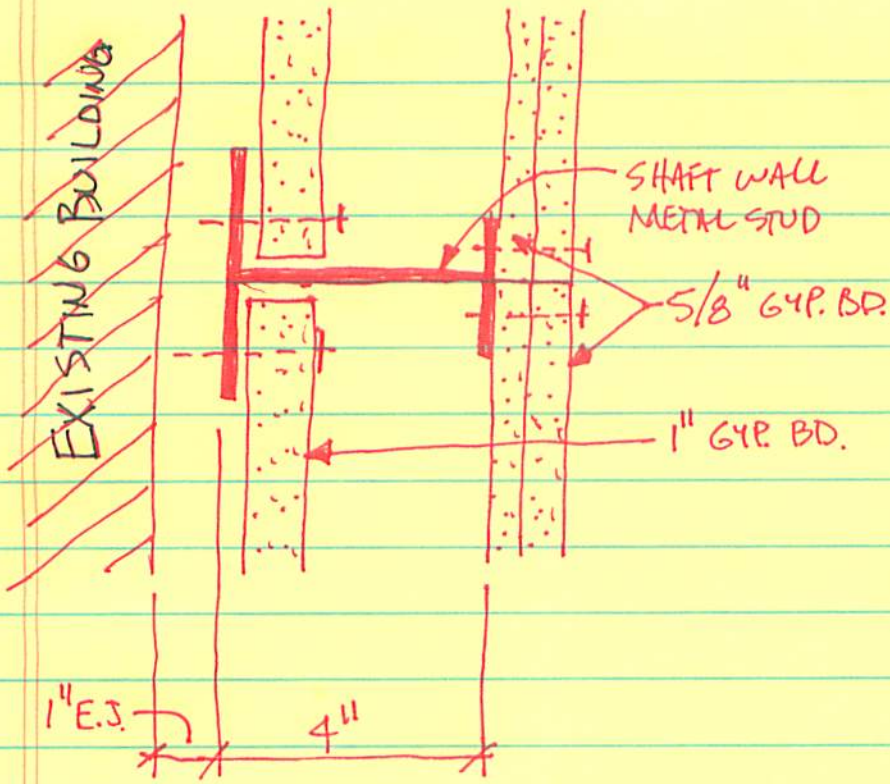 EXISTING BUILDING
SHAFT WALL
METAL STUD
5/8" GYP. BD.
1" GYP. BD.
1" E.J.
4"